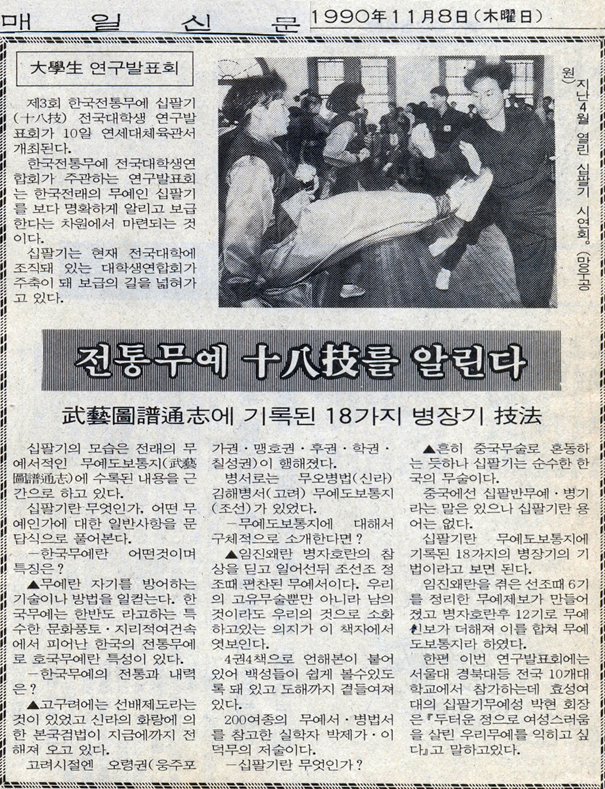 매 일 신 문
1990年11月8日(木曜日)
大學生 연구발표회
제3회 한국전통무예 십팔기
(十八技) 전국대학생 연구발
표회가 10일 연세대체육관서
개최된다.
한국전통무예 전국대학생연
합회가 주관하는 연구발표회
는 한국전래의 무예인 십팔기
를 보다 명확하게 알리고 보급
한다는 차원에서 마련되는 것
이다.
십팔기는 현재 전국대학에
조직돼 있는 대학생연합회가
주축이 돼 보급의 길을 넓혀가
고 있다.
지난 4월 열린 십팔기 시연회。(맹호공
원)
전통무예 十八技를 알린다
武藝圖譜通志에 기록된 18가지 병장기 技法
십팔기의 모습은 전래의 무
예서적인 무예도보통지(武藝
圖譜通志)에 수록된 내용을 근
간으로 하고 있다.
십팔기란 무엇인가, 어떤 무
예인가에 대한 일반사항을 문
답식으로 풀어본다.
—한국무예란 어떤것이며
특징은?
▲무예란 자기를 방어하는
기술이나 방법을 일컫는다. 한
국무예는 한반도 라고하는 특
수한 문화풍토·지리적여건속
에서 피어난 한국의 전통무예
로 호국무예란 특성이 있다.
—한국무예의 전통과 내력
은?
▲고구려에는 선배제도라는
것이 있었고 신라의 화랑에 의
한 본국검법이 지금에까지 전
해져 오고 있다.
고려시절엔 오령권(웅주포
가권·맹호권·후권·학권·
칠성권)이 행해졌다.
병서로는 무오병법(신라)
김해병서(고려) 무예도보통지
(조선)가 있었다.
—무예도보통지에 대해서
구체적으로 소개한다면?
▲임진왜란 병자호란의 참
상을 딛고 일어선뒤 조선조 정
조때 편찬된 무예서이다. 우리
의 고유무술뿐만 아니라 남의
것이라도 우리의 것으로 소화
하고있는 의지가 이 책자에서
엿보인다.
4권4책으로 언해본이 붙어
있어 백성들이 쉽게 볼수있도
록 돼 있고 도해까지 곁들여져
있다.
200여종의 무예서·병법서
를 참고한 실학자 박제가·이
덕무의 저술이다.
—십팔기란 무엇인가?
▲흔히 중국무술로 혼동하
는 듯하나 십팔기는 순수한 한
국의 무술이다.
중국에선 십팔반무예·병기
라는 말은 있으나 십팔기란 용
어는 없다.
십팔기란 무예도보통지에
기록된 18가지의 병장기의 기
법이라고 보면 된다.
임진왜란을 겪은 선조때 6기
를 정리한 무예제보가 만들어
졌고 병자호란후 12기로 무예
신보가 더해져 이를 합쳐 무예
도보통지라 하였다.
한편 이번 연구발표회에는
서울대 경북대등 전국 10개대
학교에서 참가하는데 효성여
대의 십팔기무예성 박현 회장
은『두터운 정으로 여성스러움
을 살린 우리무예를 익히고 싶
다』고 말하고있다.